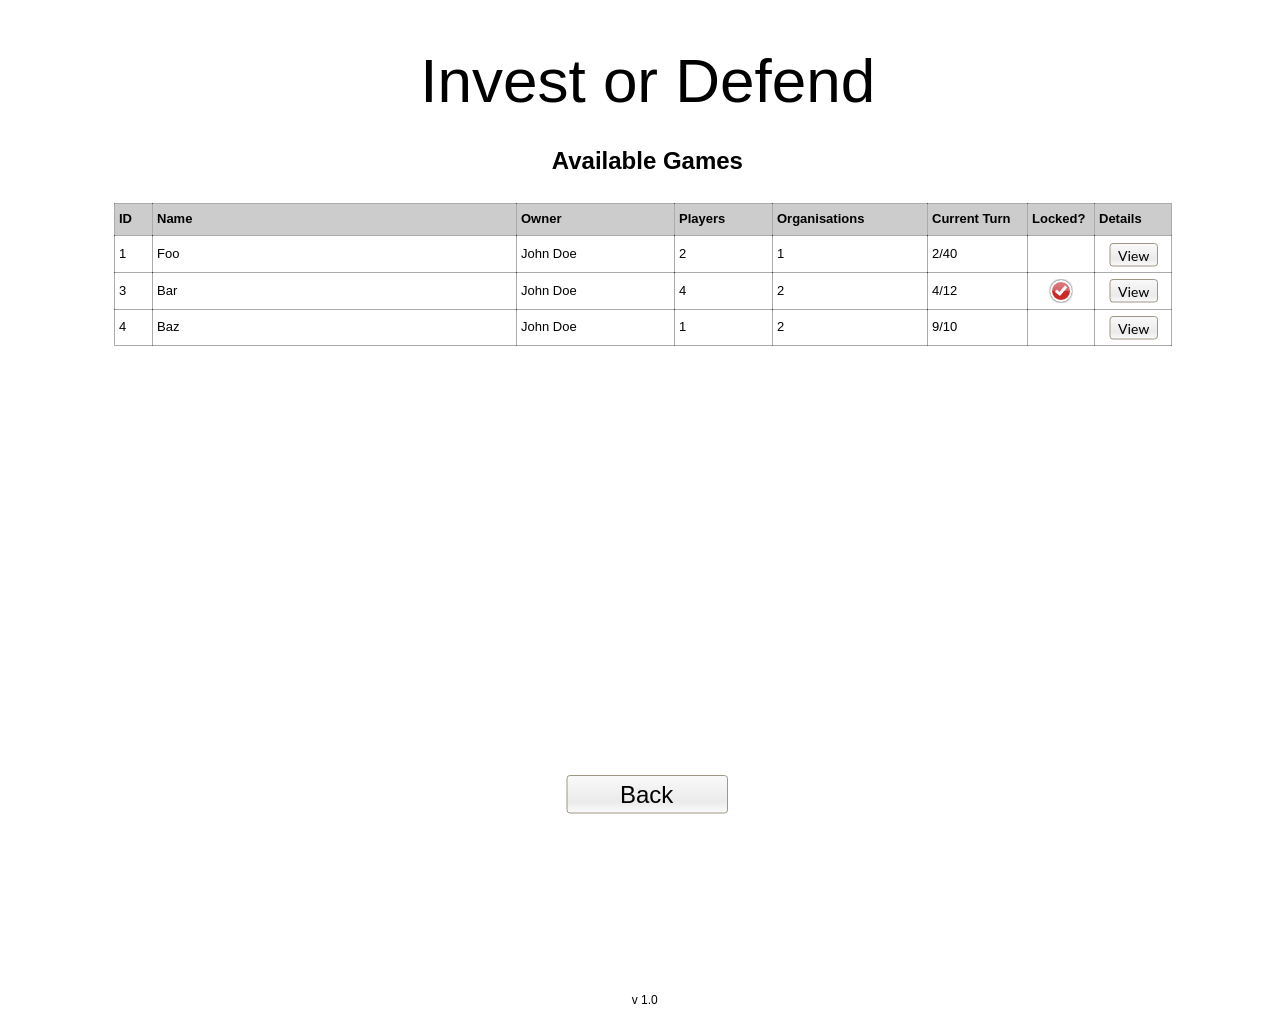 Invest or Defend
Available Games
ID Name Owner Players Organisations Current Turn Locked? Details
1 Foo John Doe 2 1 2/40 View
3 Bar John Doe 4 2 4/12 View
4 Baz John Doe 1 2 9/10 View
Back
v 1.0